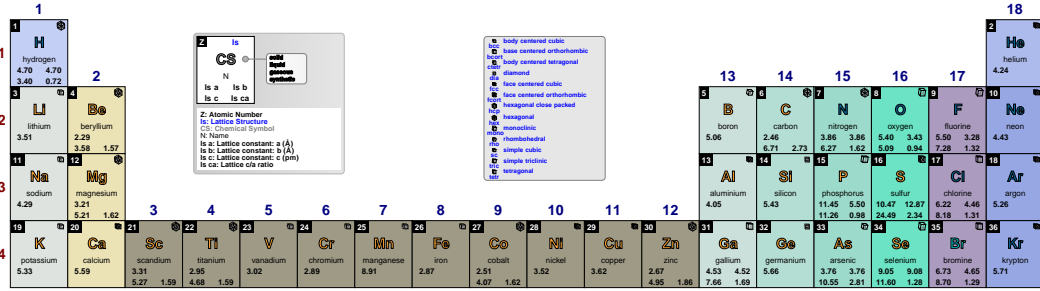 1
18
1
H
hydrogen
4.70 4.70
3.40 0.72
2
He
helium
4.24
Z
ls
CS
N
ls a ls b
ls c ls ca
solid
liquid
gaseous
synthetic
Z: Atomic Number
ls: Lattice Structure
CS: Chemical Symbol
N: Name
ls a: Lattice constant: a (Å)
ls b: Lattice constant: b (Å)
ls c: Lattice constant: c (pm)
ls ca: Lattice c/a ratio
body centered cubic
bcc
base centered orthorhombic
bcort
body centered tetragonal
ctetr
diamond
dia
face centered cubic
fcc
face centered orthorhombic
fcort
hexagonal close packed
hcp
hexagonal
hex
monoclinic
mono
rhombohedral
rho
simple cubic
sc
simple triclinic
tric
tetragonal
tetr
1
2
13
14
15
16
17
3
Li
lithium
3.51
4
Be
beryllium
2.29
3.58 1.57
5
B
boron
5.06
6
C
carbon
2.46
6.71 2.73
7
N
nitrogen
3.86 3.86
6.27 1.62
8
O
oxygen
5.40 3.43
5.09 0.94
9
F
fluorine
5.50 3.28
7.28 1.32
10
Ne
neon
4.43
2
11
Na
sodium
4.29
12
Mg
magnesium
3.21
5.21 1.62
13
Al
aluminium
4.05
14
Si
silicon
5.43
15
P
phosphorus
11.45 5.50
11.26 0.98
16
S
sulfur
10.47 12.87
24.49 2.34
17
Cl
chlorine
6.22 4.46
8.18 1.31
18
Ar
argon
5.26
3
3
4
5
6
7
8
9
10
11
12
19
K
potassium
5.33
20
Ca
calcium
5.59
21
Sc
scandium
3.31
5.27 1.59
22
Ti
titanium
2.95
4.68 1.59
23
V
vanadium
3.02
24
Cr
chromium
2.89
25
Mn
manganese
8.91
26
Fe
iron
2.87
27
Co
cobalt
2.51
4.07 1.62
28
Ni
nickel
3.52
29
Cu
copper
3.62
30
Zn
zinc
2.67
4.95 1.86
31
Ga
gallium
4.53 4.52
7.66 1.69
32
Ge
germanium
5.66
33
As
arsenic
3.76 3.76
10.55 2.81
34
Se
selenium
9.05 9.08
11.60 1.28
35
Br
bromine
6.73 4.65
8.70 1.29
36
Kr
krypton
5.71
4